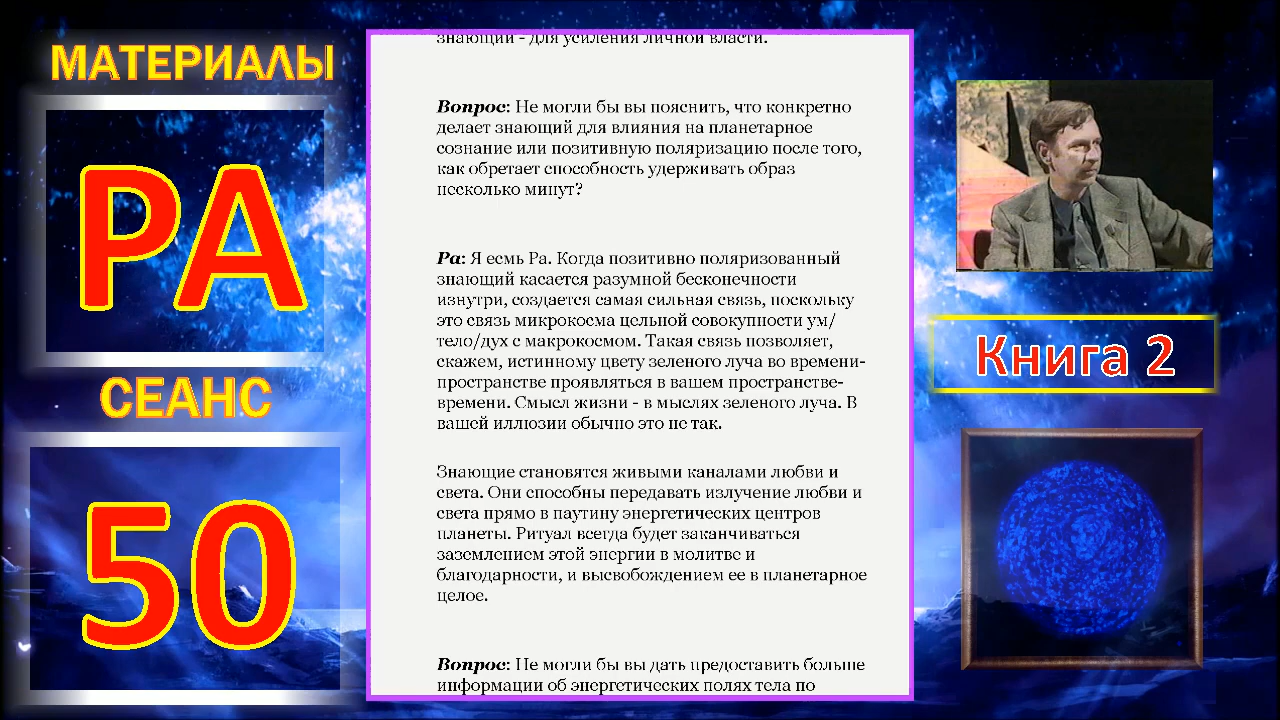 МАТЕРИАЛЫ
РА
СЕАНС
50
знающий - для усиления личной власти.
Вопрос: Не могли бы вы пояснить, что конкретно
делает знающий для влияния на планетарное
сознание или позитивную поляризацию после того,
как обретает способность удерживать образ
несколько минут?
Ра: Я есмь Ра. Когда позитивно поляризованный
знающий касается разумной бесконечности
изнутри, создается самая сильная связь, поскольку
это связь микрокосма цельной совокупности ум/
тело/дух с макрокосмом. Такая связь позволяет,
скажем, истинному цвету зеленого луча во времени-
пространстве проявляться в вашем пространстве-
времени. Смысл жизни - в мыслях зеленого луча. В
вашей иллюзии обычно это не так.
Знающие становятся живыми каналами любви и
света. Они способны передавать излучение любви и
света прямо в паутину энергетических центров
планеты. Ритуал всегда будет заканчиваться
заземлением этой энергии в молитве и
благодарности, и высвобождением ее в планетарное
целое.
Вопрос: Не могли бы вы дать предоставить больше
информации об энергетических полях тела по
Книга 2